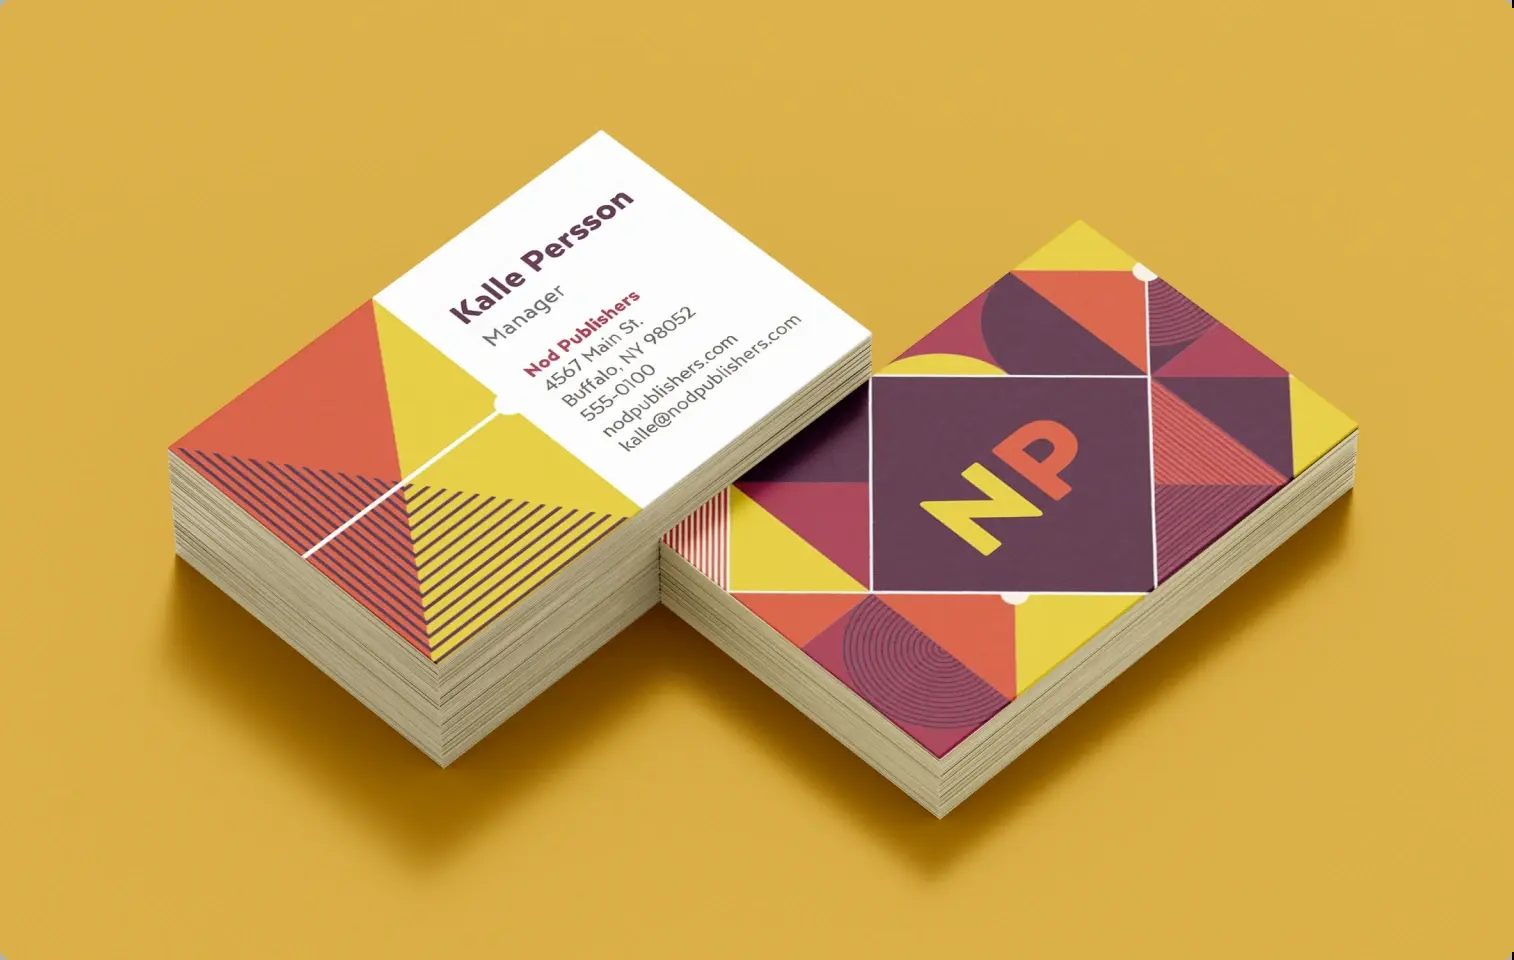 Kalle Persson
Manager
Nod Publishers
4567 Main St.
Buffalo, NY 98052
555-0100
nodpublishers.com
kalle@nodpublishers.com
NP